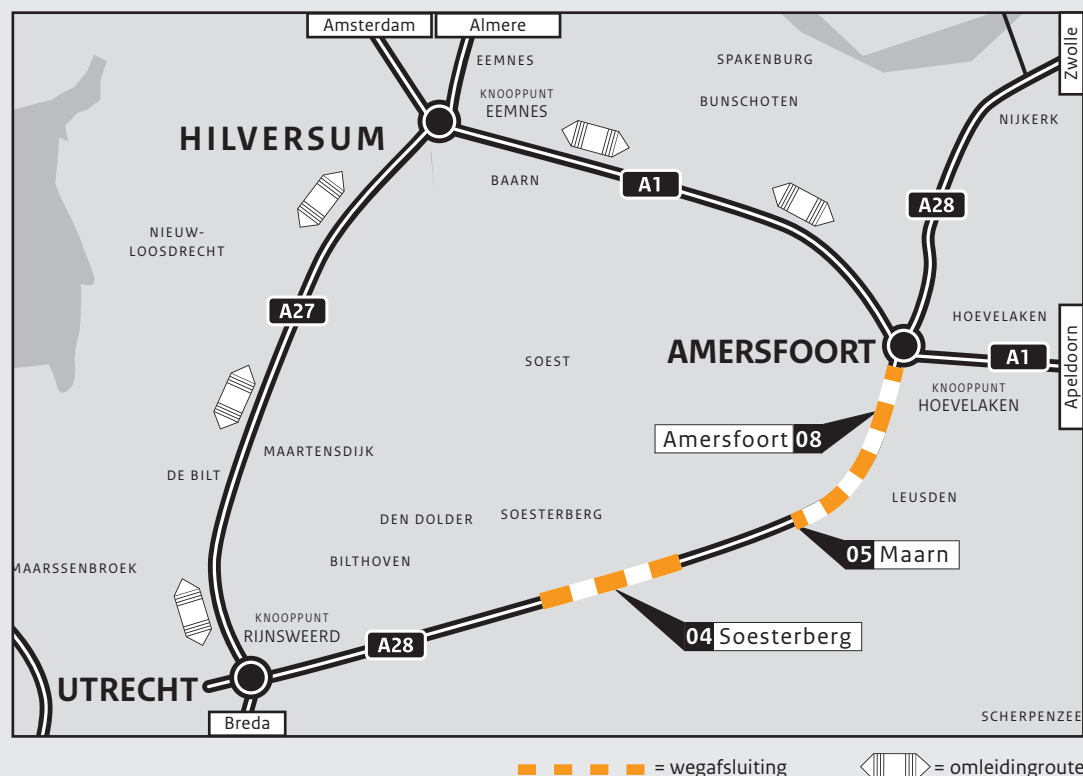 Amsterdam
Almere
EEMNES
KNOOPPUNT
EEMNES
SPAKENBURG
BUNSCHOTEN
Zwolle
NIJKERK
HILVERSUM
BAARN
A1
A28
NIEUW-
LOOSDRECHT
A27
HOEVELAKEN
AMERSFOORT
A1
Apeldoorn
SOEST
KNOOPPUNT
HOEVELAKEN
Amersfoort 08
MAARTENSDIJK
DE BILT
LEUSDEN
DEN DOLDER
SOESTERBERG
05 Maarn
BILTHOVEN
MAARSSENBROEK
KNOOPPUNT
RIJNSWEERD
A28
04 Soesterberg
UTRECHT
Breda
SCHERPENZEE
= wegafsluiting
= omleidingroute